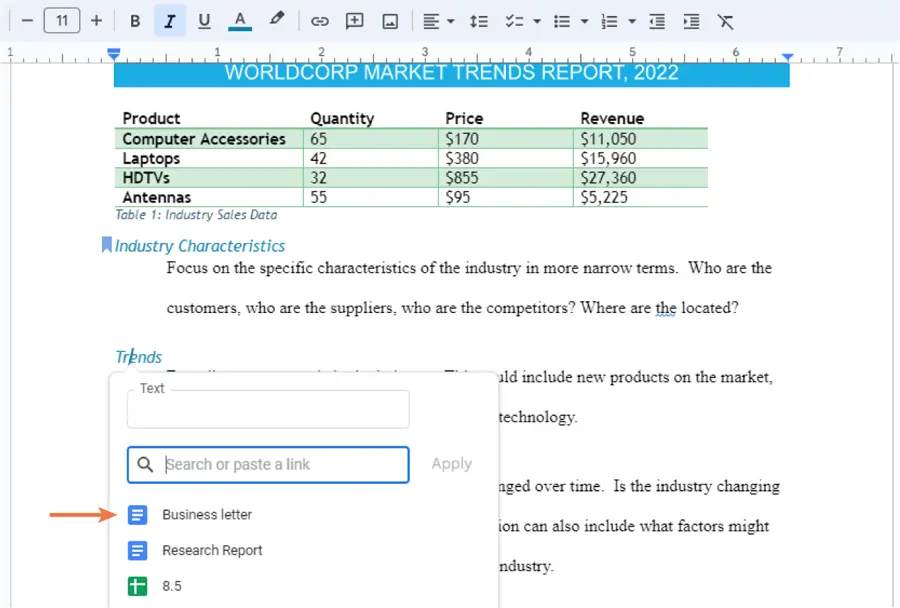 11
B I U A
1 1 2 3 4 5 6 7
WORLDCORP MARKET TRENDS REPORT, 2022
Product Quantity Price Revenue
Computer Accessories 65 $170 $11,050
Laptops 42 $380 $15,960
HDTVs 32 $855 $27,360
Antennas 55 $95 $5,225
Table 1: Industry Sales Data
Industry Characteristics
Focus on the specific characteristics of the industry in more narrow terms. Who are the
customers, who are the suppliers, who are the competitors? Where are the located?
Trends
uld include new products on the market,
Text
technology.
Search or paste a link Apply
nged over time. Is the industry changing
Business letter
ion can also include what factors might
Research Report
ndustry.
8.5